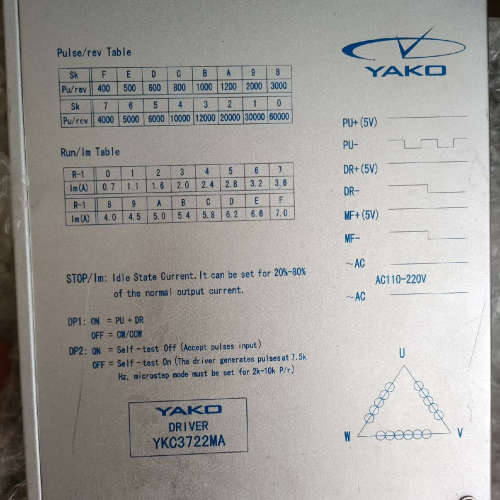 Pulse/rev Table
Sk F E D C B A 9 8
Pu/rev 400 500 600 800 1000 1200 2000 3000
Sk 7 6 5 4 3 2 1 0
Pu/rev 4000 5000 6000 10000 12000 20000 30000 60000
Run/Im Table
R-1 0 1 2 3 4 5 6 7
Im(A) 0.7 1.1 1.6 2.0 2.4 2.8 3.2 3.6
R-1 8 9 A B C D E F
Im(A) 4.0 4.5 5.0 5.4 5.8 6.2 6.6 7.0
STOP/Im: Idle State Current. It can be set for 20%-80%
of the normal output current.
DP1: ON = PU + DR
OFF = CW/CCW
DP2: ON = Self-test Off (Accept pulses input)
OFF = Self-test On (The driver generates pulses at 7.5k
Hz, microstep mode must be set for 2k-10k P/r)
YAKO
DRIVER
YKC3722MA
YAKO
PU+(5V)
PU-
DR+(5V)
DR-
MF+(5V)
MF-
~AC
AC110-220V
~AC
U
W
V